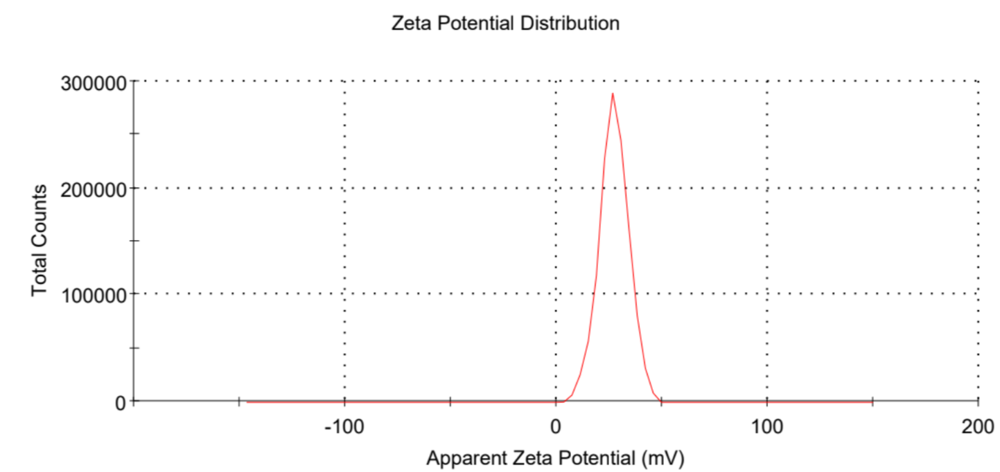 Zeta Potential Distribution
300000
200000
100000
0
Total Counts
-100 0 100 200
Apparent Zeta Potential (mV)